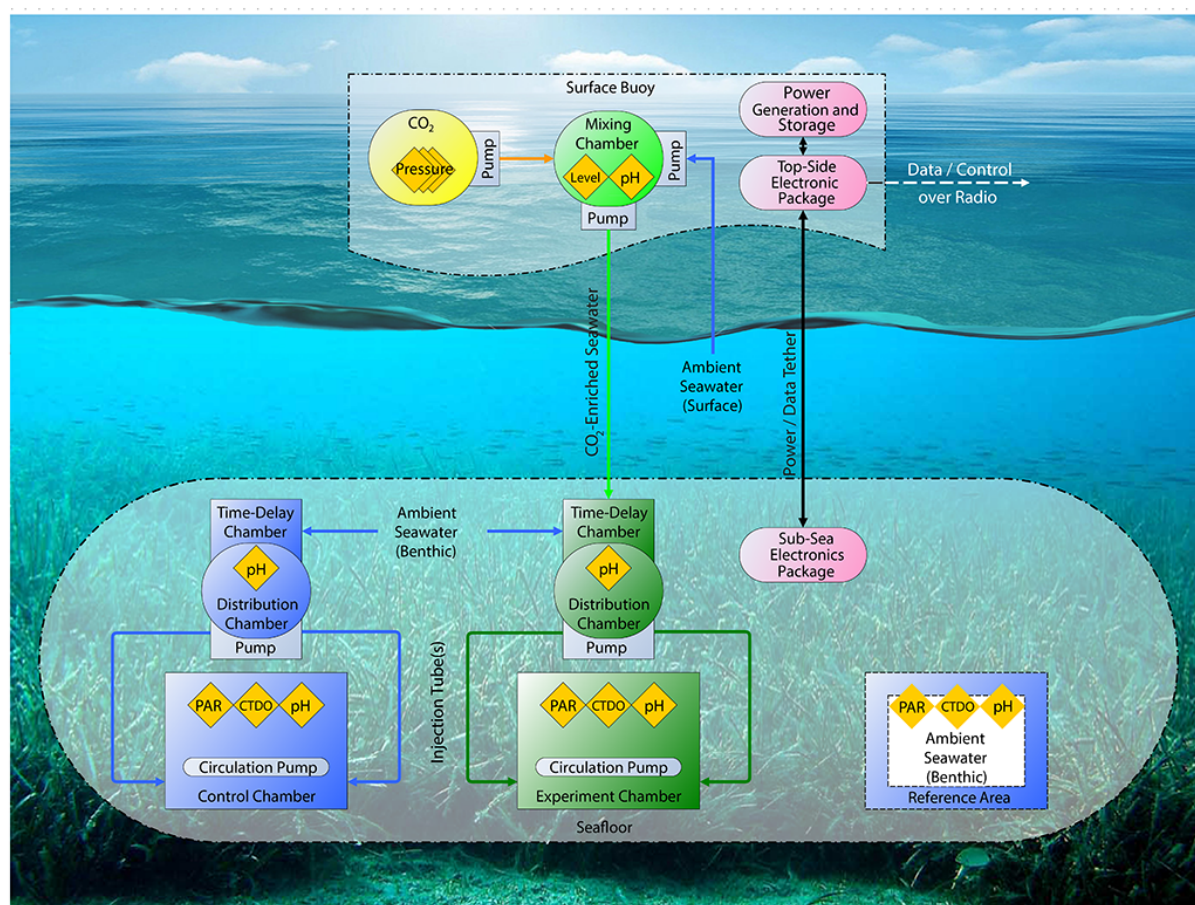 Surface Buoy
CO₂
Pressure
Pump
Mixing
Chamber
Level
pH
Pump
Pump
Power
Generation and
Storage
Top-Side
Electronic
Package
Data / Control
over Radio
CO₂-Enriched Seawater
Ambient
Seawater
(Surface)
Power / Data Tether
Time-Delay
Chamber
pH
Distribution
Chamber
Pump
Ambient
Seawater
(Benthic)
Time-Delay
Chamber
pH
Distribution
Chamber
Pump
Sub-Sea
Electronics
Package
Injection Tube(s)
PAR
CTDO
pH
Circulation Pump
Control Chamber
PAR
CTDO
pH
Circulation Pump
Experiment Chamber
PAR
CTDO
pH
Ambient
Seawater
(Benthic)
Reference Area
Seafloor